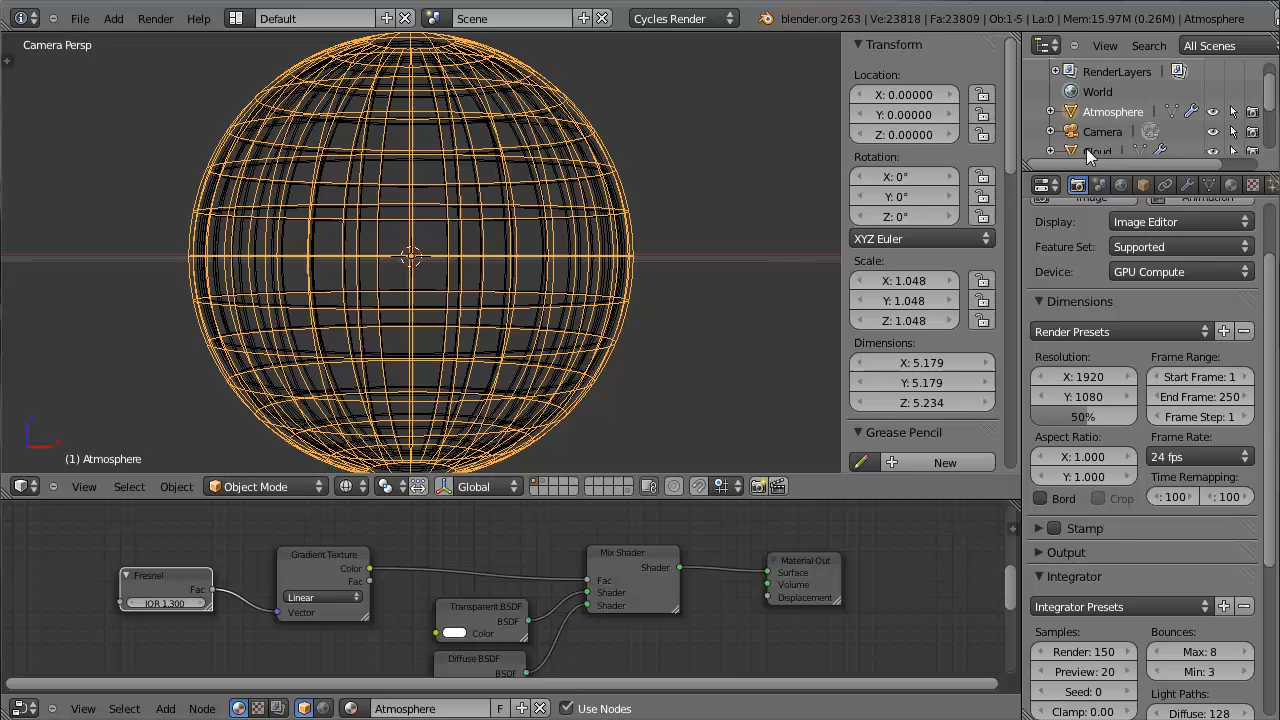 File Add Render Help Default Scene Cycles Render blender.org 263 | Ve:23818 | Fa:23809 | Ob:1-5 | La:0 | Mem:15.97M (0.26M) | Atmosphere
Camera Persp
(1) Atmosphere
View Select Object Object Mode Global
Transform
Location:
X: 0.00000
Y: 0.00000
Z: 0.00000
Rotation:
X: 0°
Y: 0°
Z: 0°
XYZ Euler
Scale:
X: 1.048
Y: 1.048
Z: 1.048
Dimensions:
X: 5.179
Y: 5.179
Z: 5.234
Grease Pencil
New
View Search All Scenes
RenderLayers
World
Atmosphere
Camera
Cloud
Image Animation
Display: Image Editor
Feature Set: Supported
Device: GPU Compute
Dimensions
Render Presets
Resolution: Frame Range:
X: 1920 Start Frame: 1
Y: 1080 End Frame: 250
50% Frame Step: 1
Aspect Ratio: Frame Rate:
X: 1.000 24 fps
Y: 1.000 Time Remapping:
Bord Crop : 100 : 100
Stamp
Output
Integrator
Integrator Presets
Samples: Bounces:
Render: 150 Max: 8
Preview: 20 Min: 3
Seed: 0 Light Paths:
Clamp: 0.00 Diffuse: 128
Fresnel
Fac
IOR 1.300
Gradient Texture
Color
Fac
Linear
Vector
Transparent BSDF
BSDF
Color
Diffuse BSDF
BSDF
Mix Shader
Shader
Fac
Shader
Shader
Material Out
Surface
Volume
Displacement
View Select Add Node Atmosphere F Use Nodes